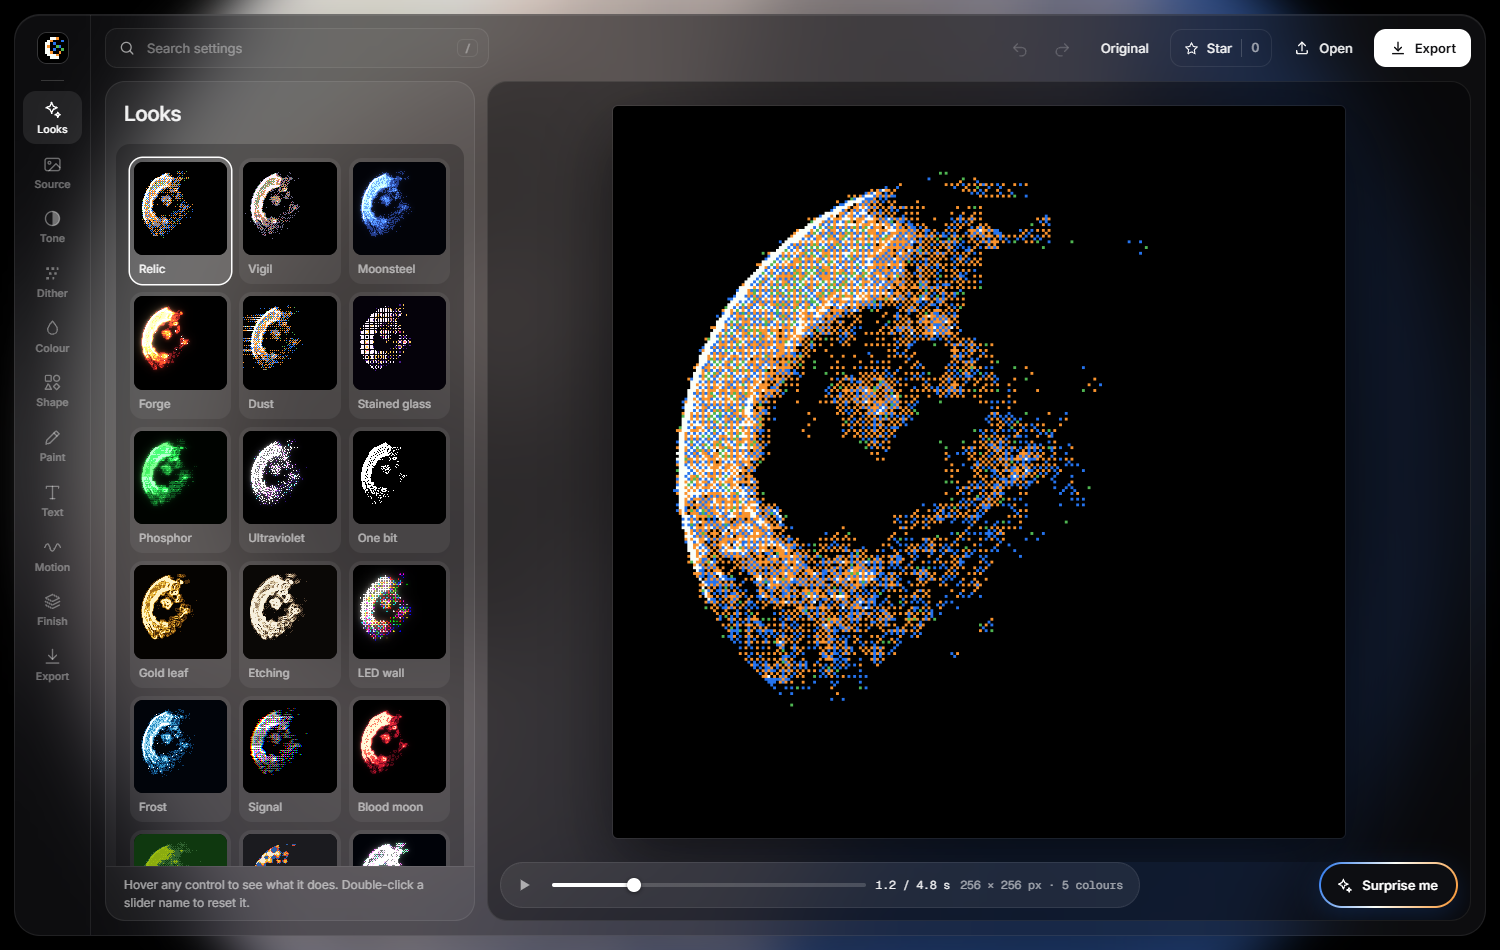 Search settings
/
Original
Star
0
Open
Export
Looks
Source
Tone
Dither
Colour
Shape
Paint
Text
Motion
Finish
Export
Looks
Relic
Vigil
Moonsteel
Forge
Dust
Stained glass
Phosphor
Ultraviolet
One bit
Gold leaf
Etching
LED wall
Frost
Signal
Blood moon
Hover any control to see what it does. Double-click a
slider name to reset it.
1.2 / 4.8 s 256 × 256 px · 5 colours
Surprise me